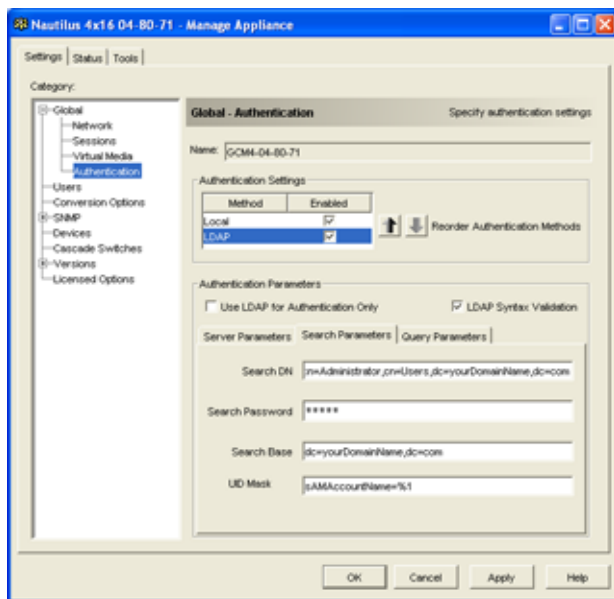 Nautilus 4x16 04-80-71 - Manage Appliance
Settings Status Tools
Category:
Global
Network
Sessions
Virtual Media
Authentication
Users
Conversion Options
SNMP
Devices
Cascade Switches
Versions
Licensed Options
Global - Authentication Specify authentication settings
Name: GCM4-04-80-71
Authentication Settings
Method Enabled
Local
LDAP
Reorder Authentication Methods
Authentication Parameters
Use LDAP for Authentication Only LDAP Syntax Validation
Server Parameters Search Parameters Query Parameters
Search DN :n=Administrator,cn=Users,dc=yourDomainName,dc=com
Search Password *****
Search Base dc=yourDomainName,dc=com
UID Mask sAMAccountName=%1
OK Cancel Apply Help